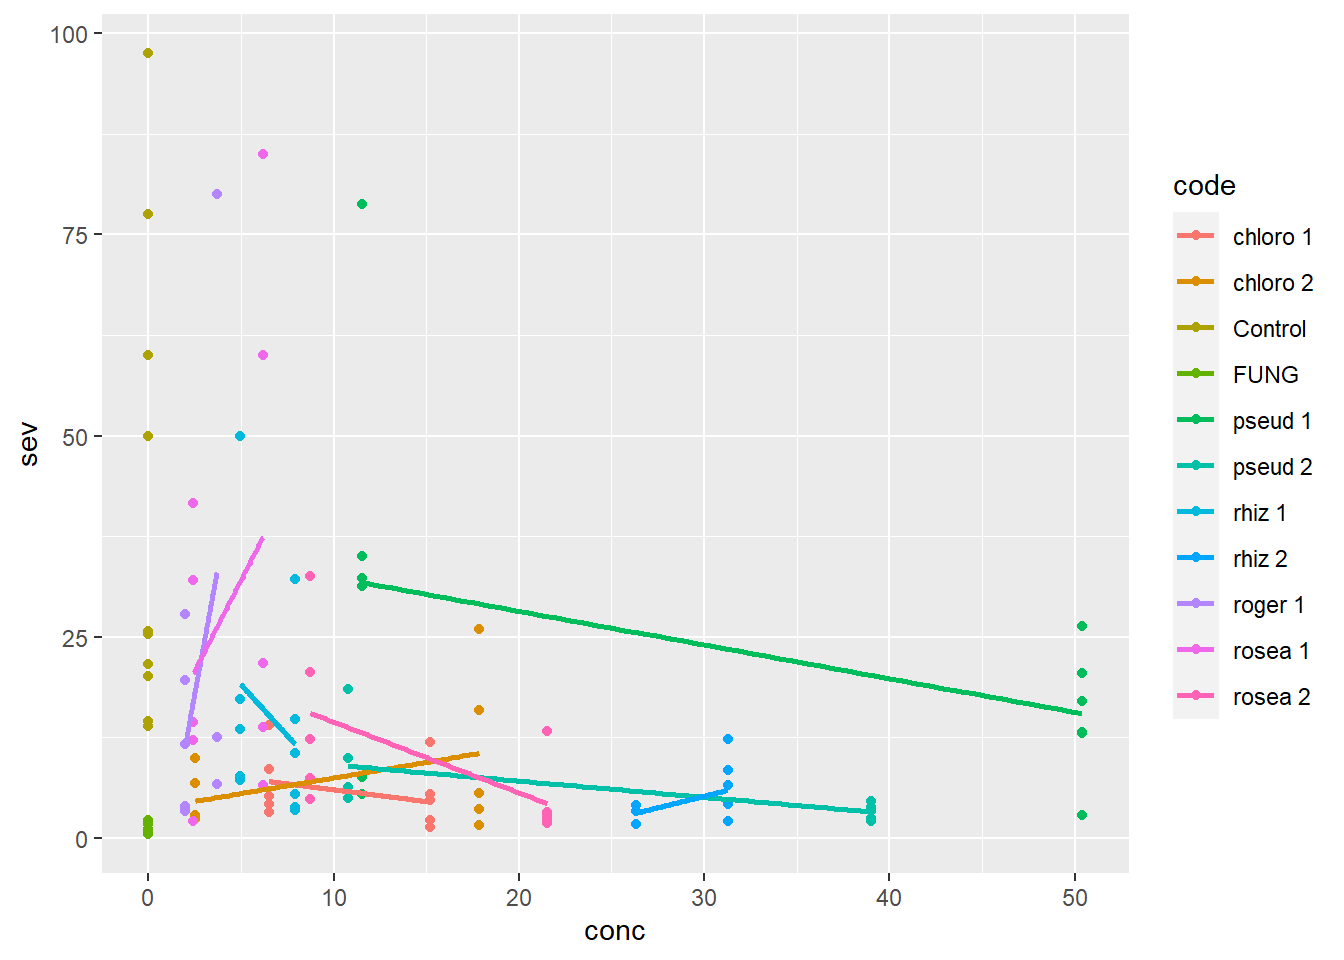 100
75
50
25
0
sev
0 10 20 30 40 50
conc
code
chloro 1
chloro 2
Control
FUNG
pseud 1
pseud 2
rhiz 1
rhiz 2
roger 1
rosea 1
rosea 2